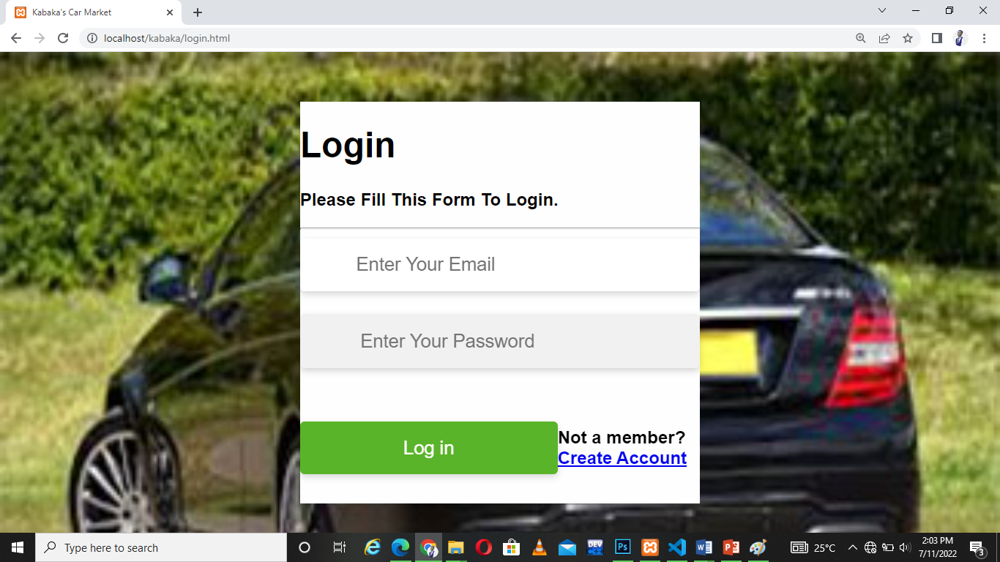 Kabaka's Car Market
localhost/kabaka/login.html
Login
Please Fill This Form To Login.
Enter Your Email
Enter Your Password
Log in
Not a member?
Create Account
Type here to search
DEV
Ps
25°C
2:03 PM
7/11/2022
3